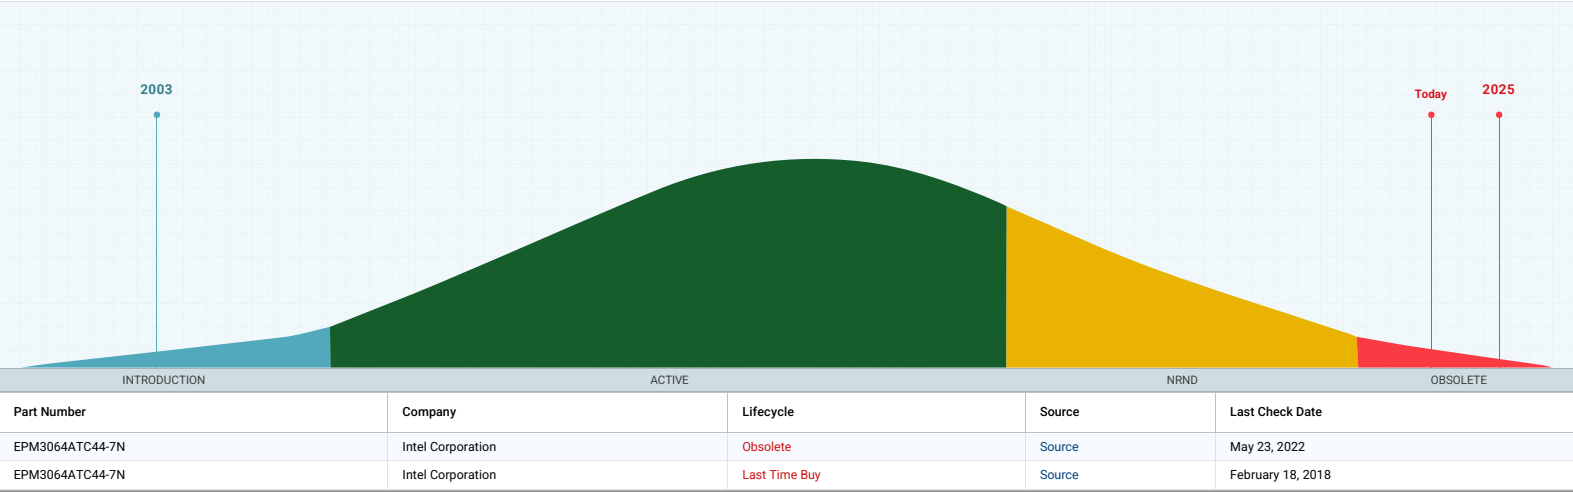 2003
Today 2025
INTRODUCTION ACTIVE NRND OBSOLETE
Part Number Company Lifecycle Source Last Check Date
EPM3064ATC44-7N Intel Corporation Obsolete Source May 23, 2022
EPM3064ATC44-7N Intel Corporation Last Time Buy Source February 18, 2018